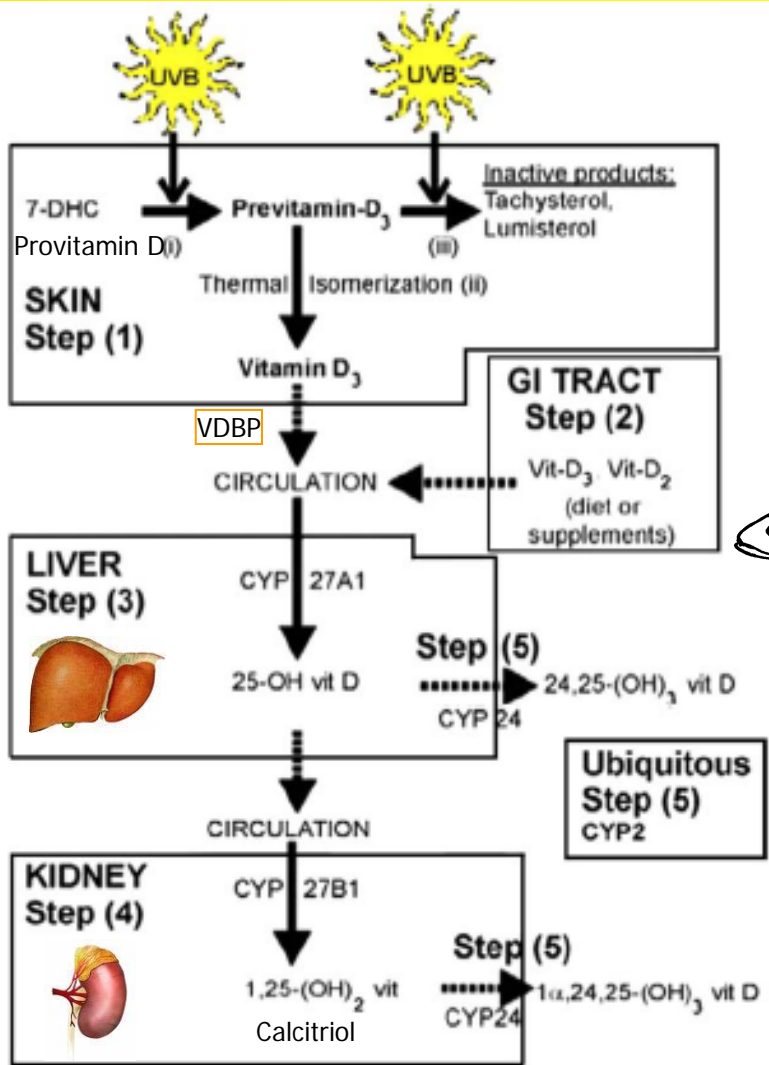 UVB
UVB
7-DHC
Provitamin D(i)
Previtamin-D3
(iii)
Inactive products:
Tachysterol,
Lumisterol
Thermal Isomerization (ii)
SKIN
Step (1)
Vitamin D3
VDBP
CIRCULATION
GI TRACT
Step (2)
Vit-D3, Vit-D2
(diet or
supplements)
LIVER
Step (3)
CYP 27A1
25-OH vit D
Step (5)
CYP 24
24,25-(OH)3 vit D
Ubiquitous
Step (5)
CYP2
CIRCULATION
KIDNEY
Step (4)
CYP 27B1
1,25-(OH)2 vit
Calcitriol
Step (5)
CYP24
1α,24,25-(OH)3 vit D